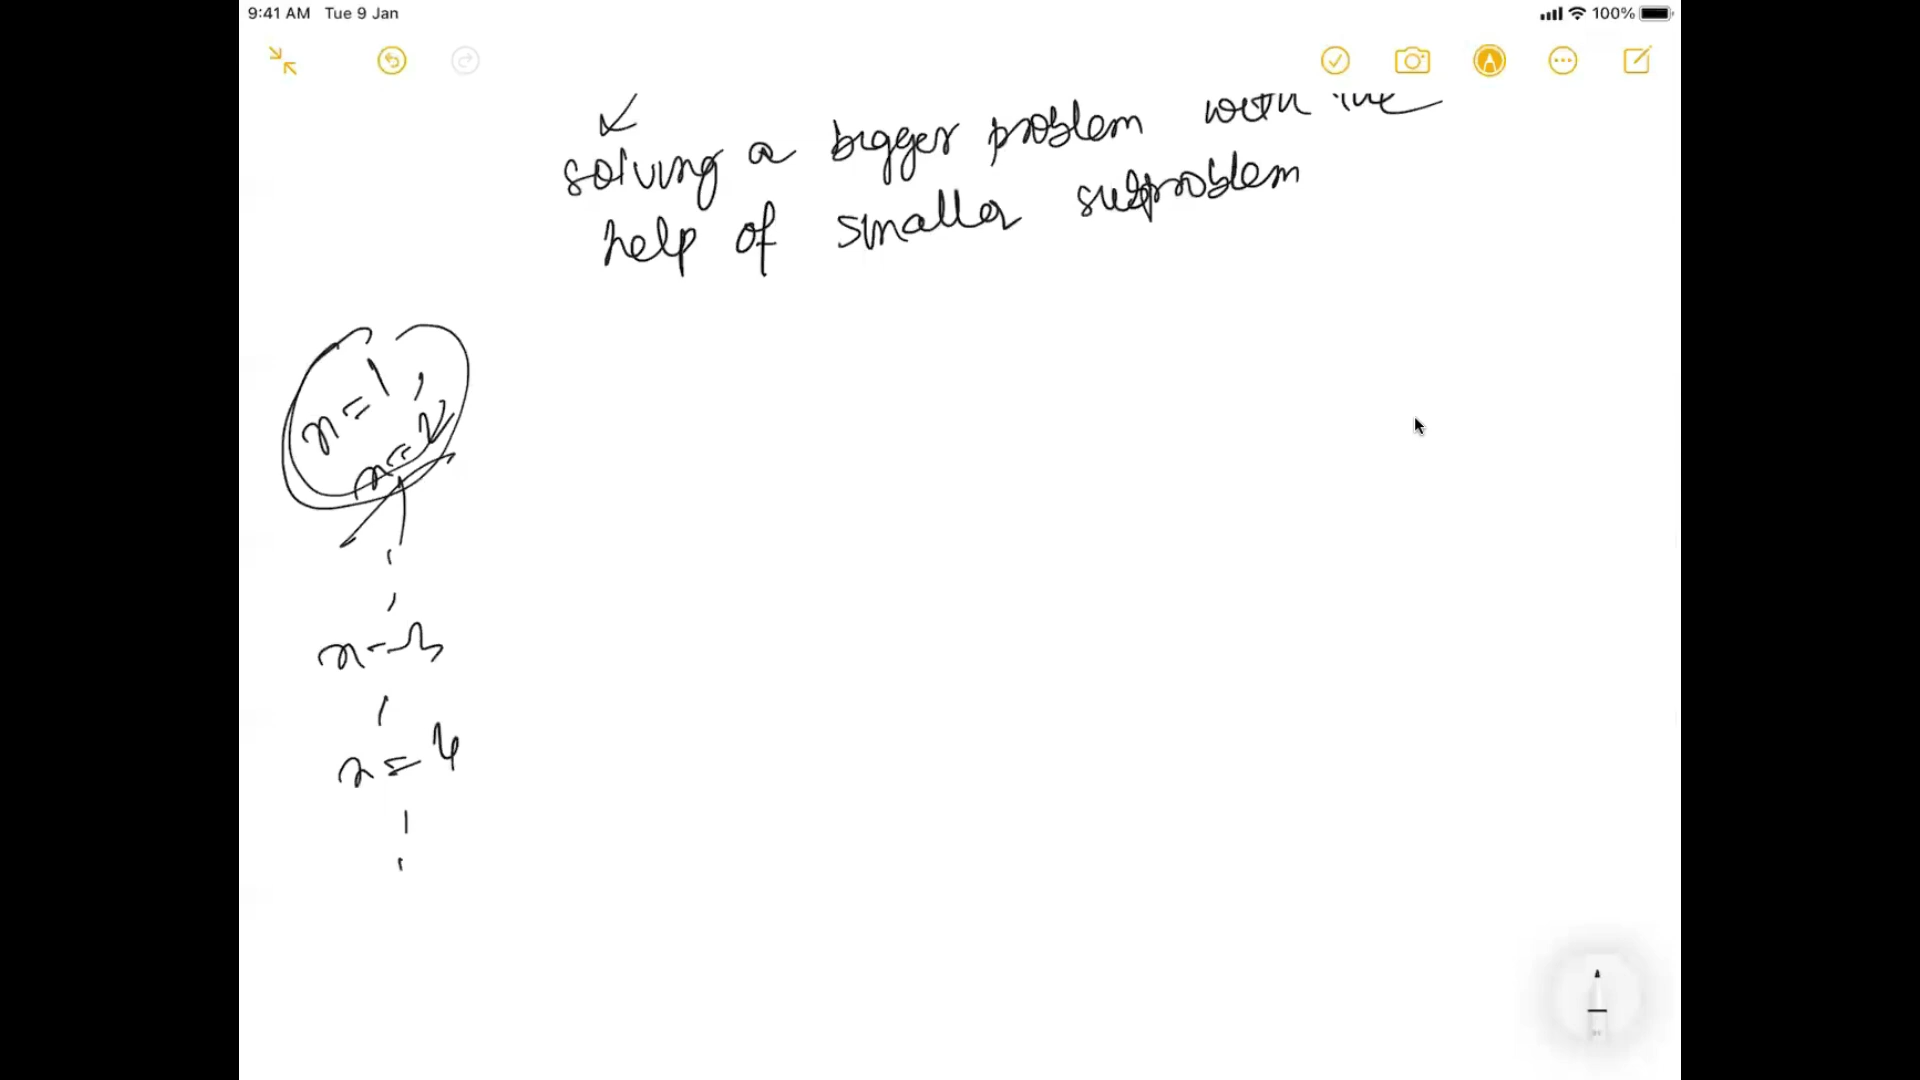 9:41 AM Tue 9 Jan
100%
solving a bigger problem with the
help of smaller subproblem
n=1,
n=2
n=3
n=4